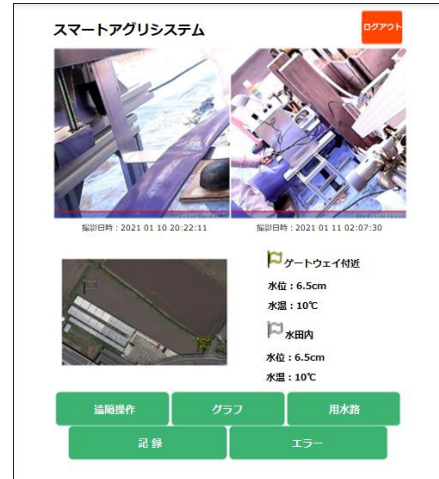 スマートアグリシステム
ログアウト
撮影日時：2021 01 10 20:22:11
撮影日時：2021 01 11 02:07:30
ゲートウェイ付近
水位：6.5cm
水温：10℃
水田内
水位：6.5cm
水温：10℃
遠隔操作
グラフ
用水路
記 録
エラー